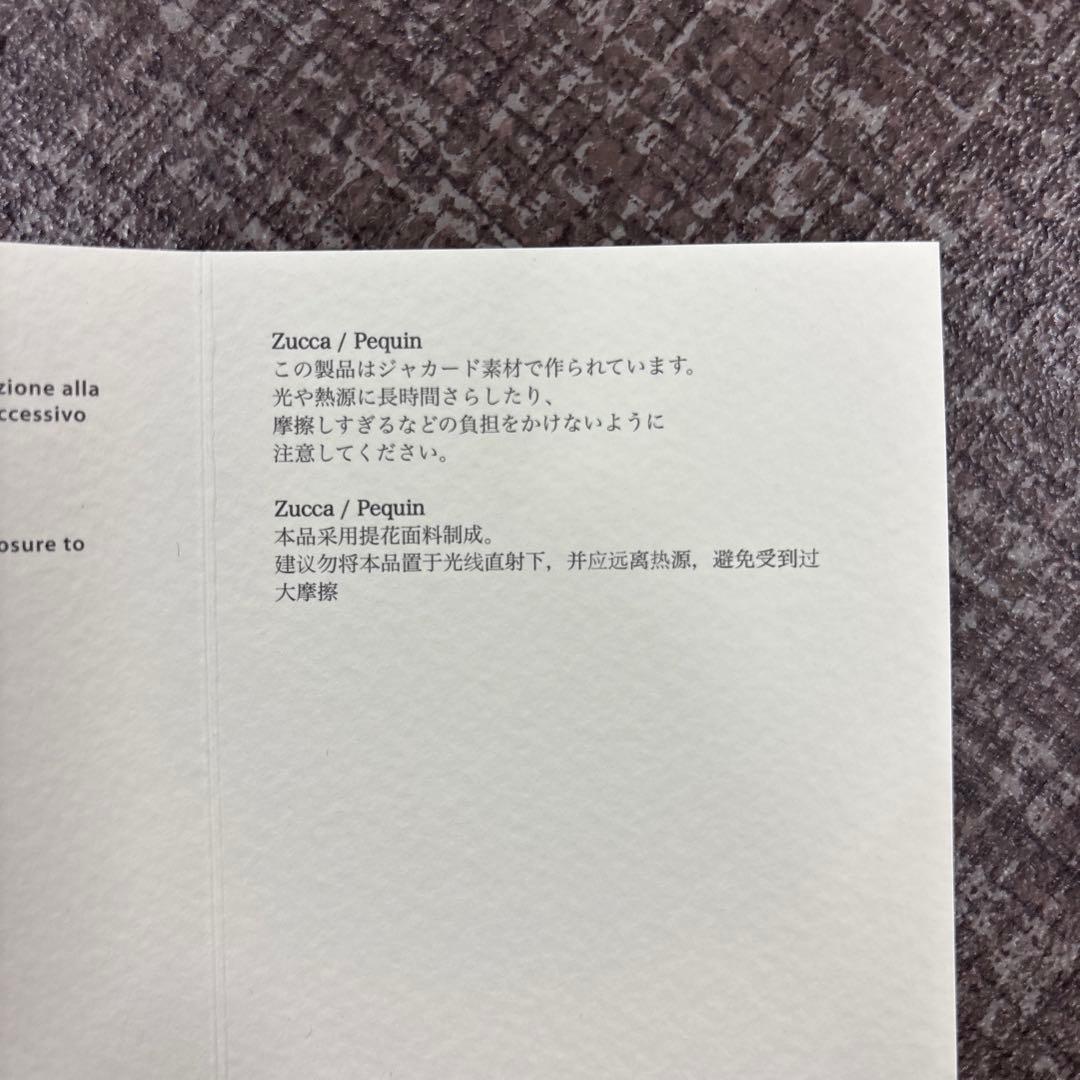 zione alla
ccessivo
osure to
Zucca / Pequin
この製品はジャカード素材で作られています。
光や熱源に長時間さらしたり、
摩擦しすぎるなどの負担をかけないように
注意してください。
Zucca / Pequin
本品采用提花面料制成。
建议勿将本品置于光线直射下，并应远离热源，避免受到过
大摩擦